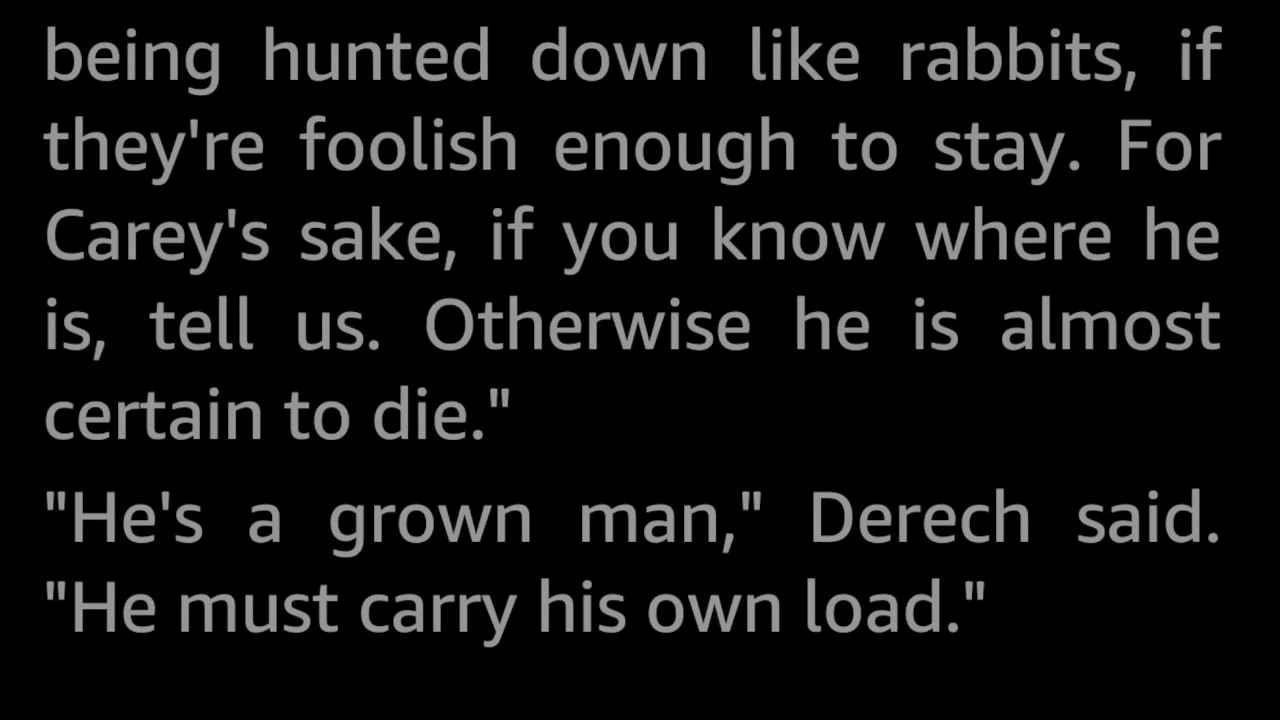 being hunted down like rabbits, if
they're foolish enough to stay. For
Carey's sake, if you know where he
is, tell us. Otherwise he is almost
certain to die."
"He's a grown man," Derech said.
"He must carry his own load."